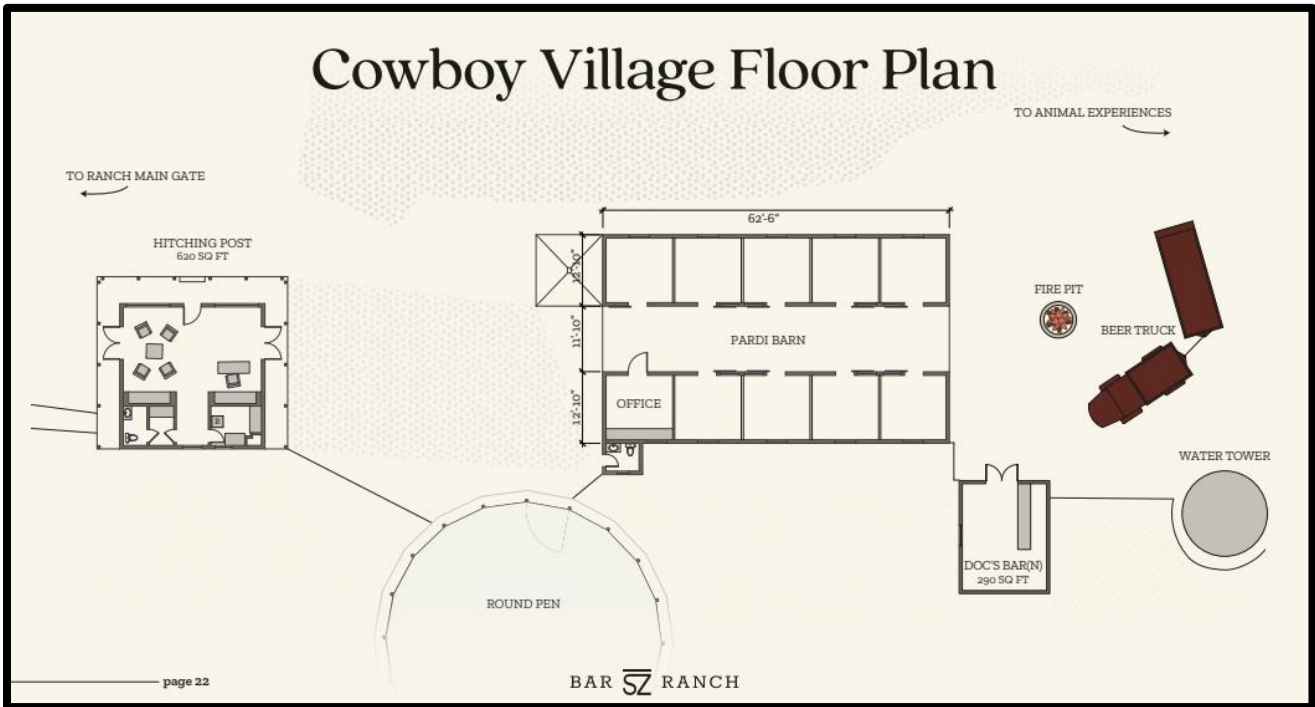 Cowboy Village Floor Plan
TO ANIMAL EXPERIENCES
TO RANCH MAIN GATE
HITCHING POST
620 SQ FT
62'-6"
12'-10"
11'-10"
12'-10"
PARDI BARN
OFFICE
FIRE PIT
BEER TRUCK
WATER TOWER
DOC'S BAR(N)
290 SQ FT
ROUND PEN
page 22
BAR SZ RANCH